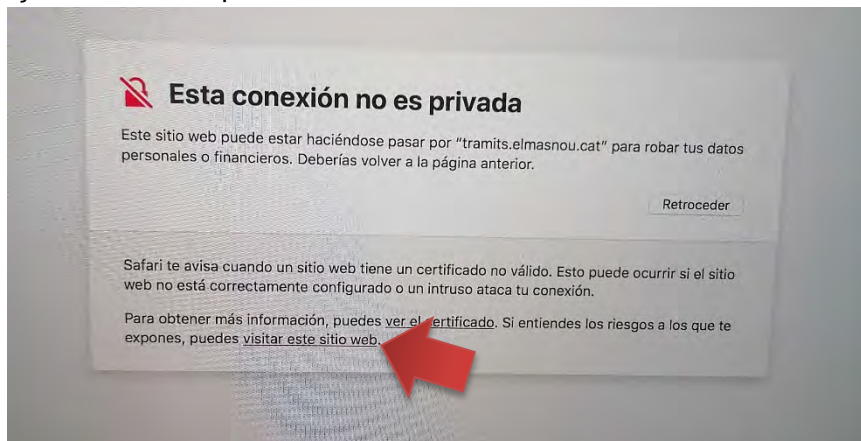 Esta conexión no es privada
Este sitio web puede estar haciéndose pasar por "tramits.elmasnou.cat" para robar tus datos
personales o financieros. Deberías volver a la página anterior.
Retroceder
Safari te avisa cuando un sitio web tiene un certificado no válido. Esto puede ocurrir si el sitio
web no está correctamente configurado o un intruso ataca tu conexión.
Para obtener más información, puedes ver el certificado. Si entiendes los riesgos a los que te
expones, puedes visitar este sitio web.